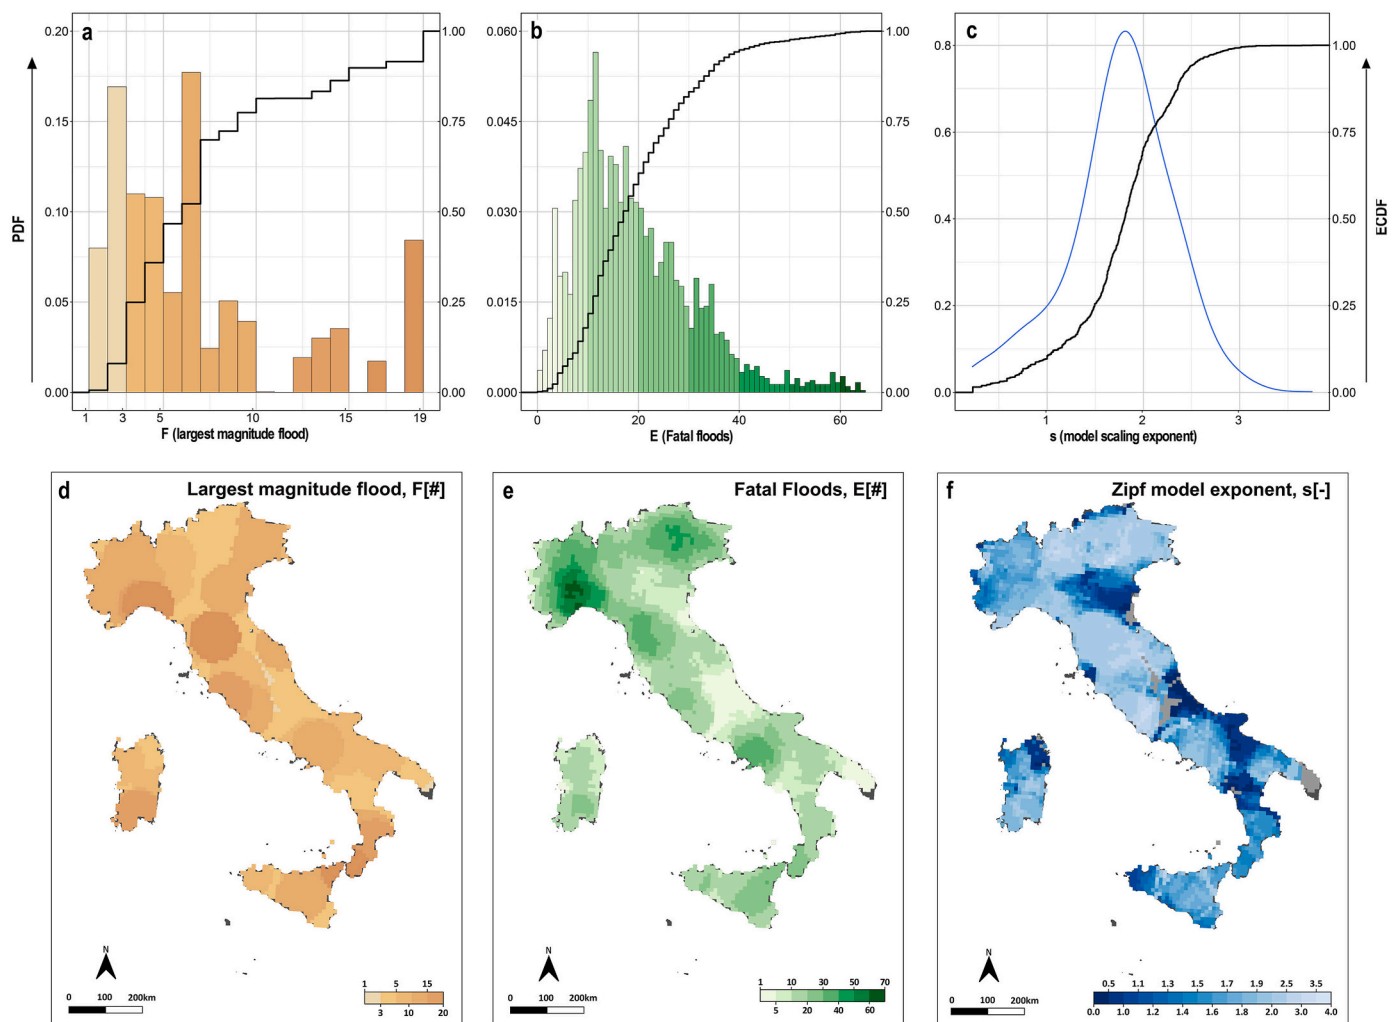 a
0.20
0.15
0.10
0.05
0.00
PDF
1.00
0.75
0.50
0.25
0.00
1 3 5 10 15 19
F (largest magnitude flood)
b
0.060
0.045
0.030
0.015
0.000
1.00
0.75
0.50
0.25
0.00
0 20 40 60
E (Fatal floods)
c
0.8
0.6
0.4
0.2
0.0
1.00
0.75
0.50
0.25
0.00
ECDF
1 2 3
s (model scaling exponent)
d
Largest magnitude flood, F[#]
N
0 100 200km
1 5 15
3 10 20
e
Fatal Floods, E[#]
N
0 100 200km
1 10 30 50 70
5 20 40 60
f
Zipf model exponent, s[-]
N
0 100 200km
0.5 1.1 1.3 1.5 1.7 1.9 2.5 3.5
0.0 1.0 1.2 1.4 1.6 1.8 2.0 3.0 4.0